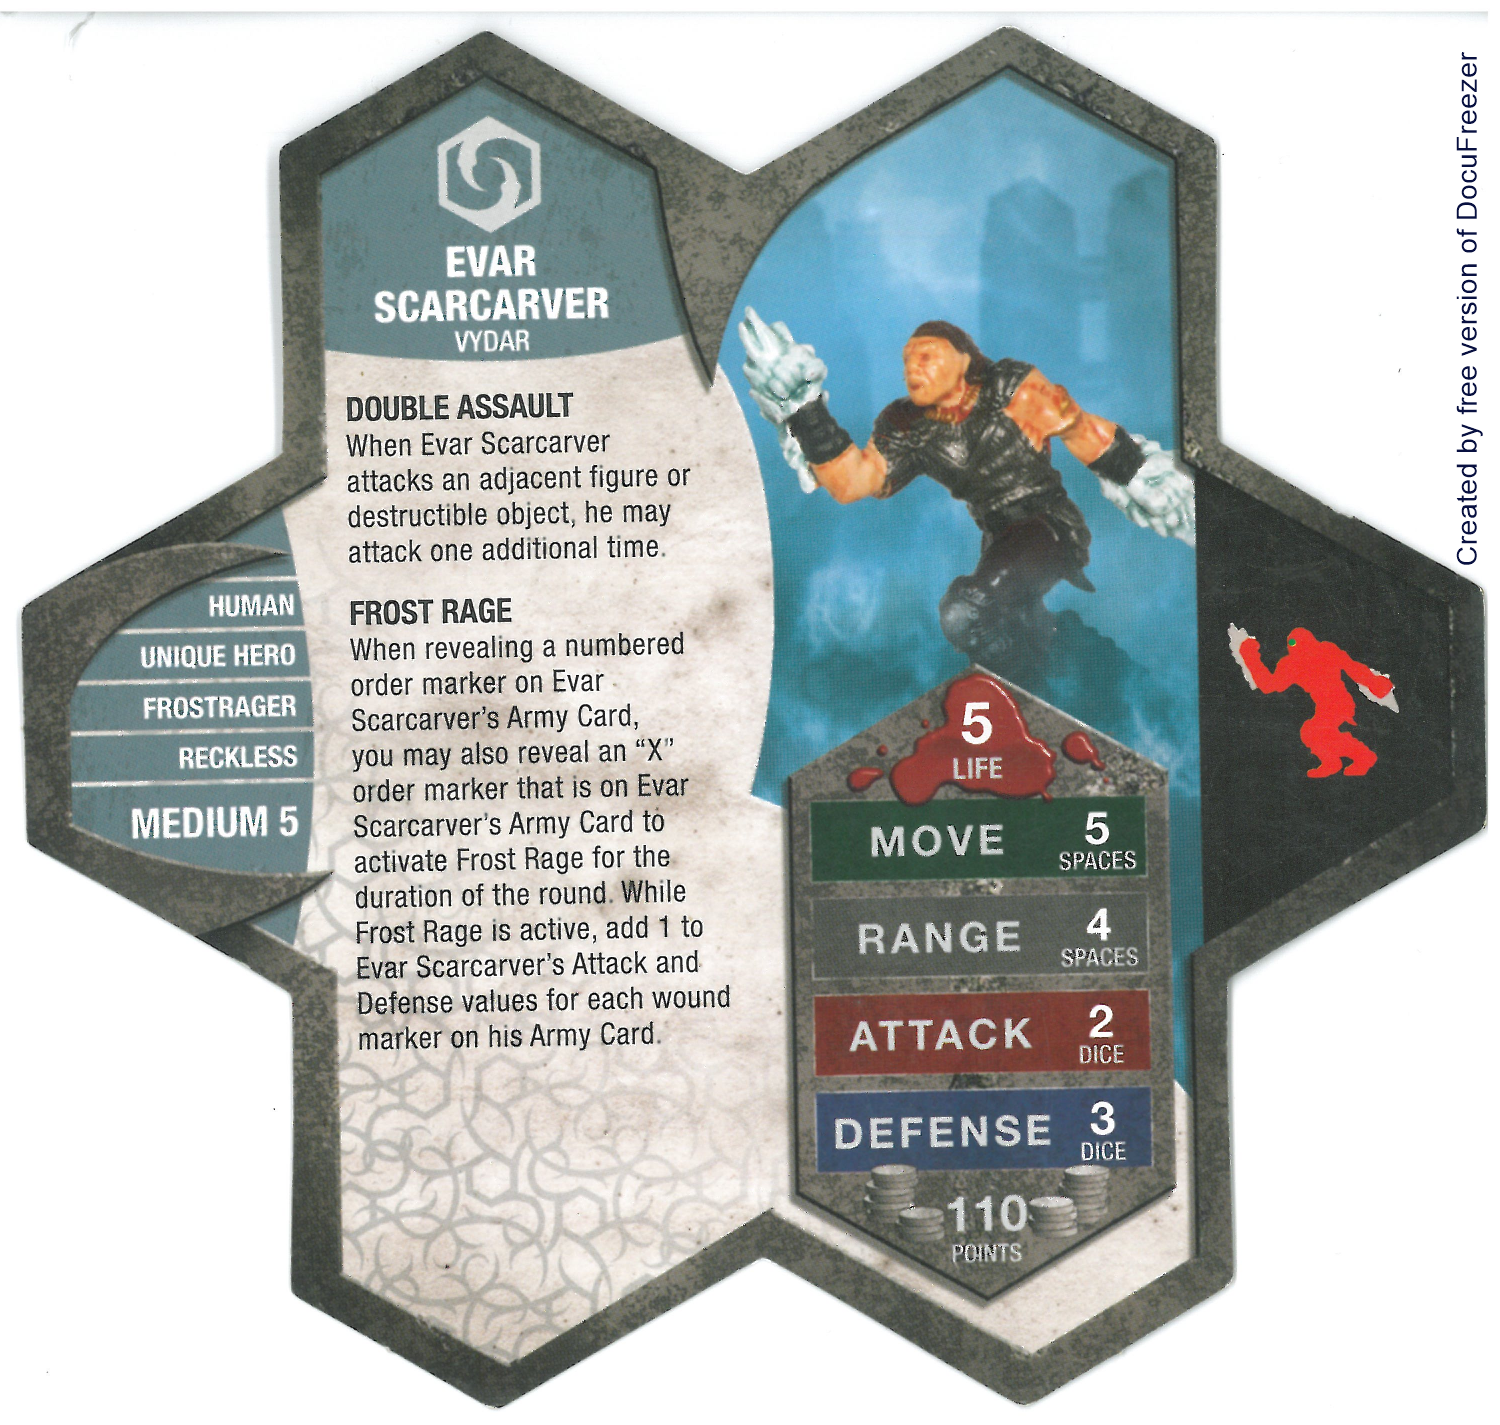 EVAR
SCARCARVER
VYDAR
DOUBLE ASSAULT
When Evar Scarcarver
attacks an adjacent figure or
destructible object, he may
attack one additional time.
FROST RAGE
When revealing a numbered
order marker on Evar
Scarcarver's Army Card,
you may also reveal an “X”
order marker that is on Evar
Scarcarver's Army Card to
activate Frost Rage for the
duration of the round. While
Frost Rage is active, add 1 to
Evar Scarcarver's Attack and
Defense values for each wound
marker on his Army Card.
HUMAN
UNIQUE HERO
FROSTRAGER
RECKLESS
MEDIUM 5
5
LIFE
MOVE 5
SPACES
RANGE 4
SPACES
ATTACK 2
DICE
DEFENSE 3
DICE
110
POINTS
Created by free version of DocuFreezer